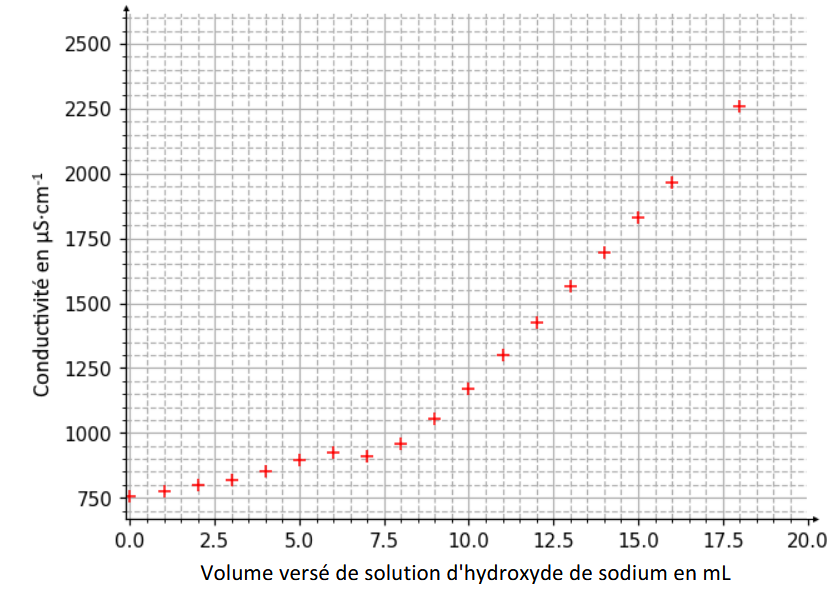 2500
2250
2000
1750
1500
1250
1000
750
Conductivité en µS·cm⁻¹
0.0 2.5 5.0 7.5 10.0 12.5 15.0 17.5 20.0
Volume versé de solution d'hydroxyde de sodium en mL